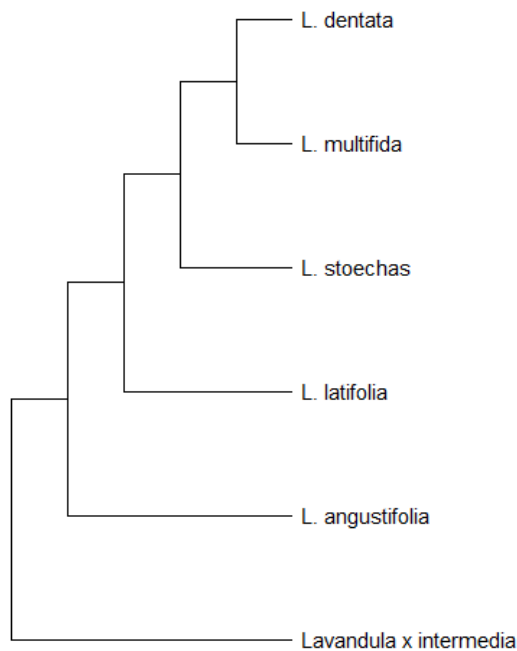 L. dentata
L. multifida
L. stoechas
L. latifolia
L. angustifolia
Lavandula x intermedia